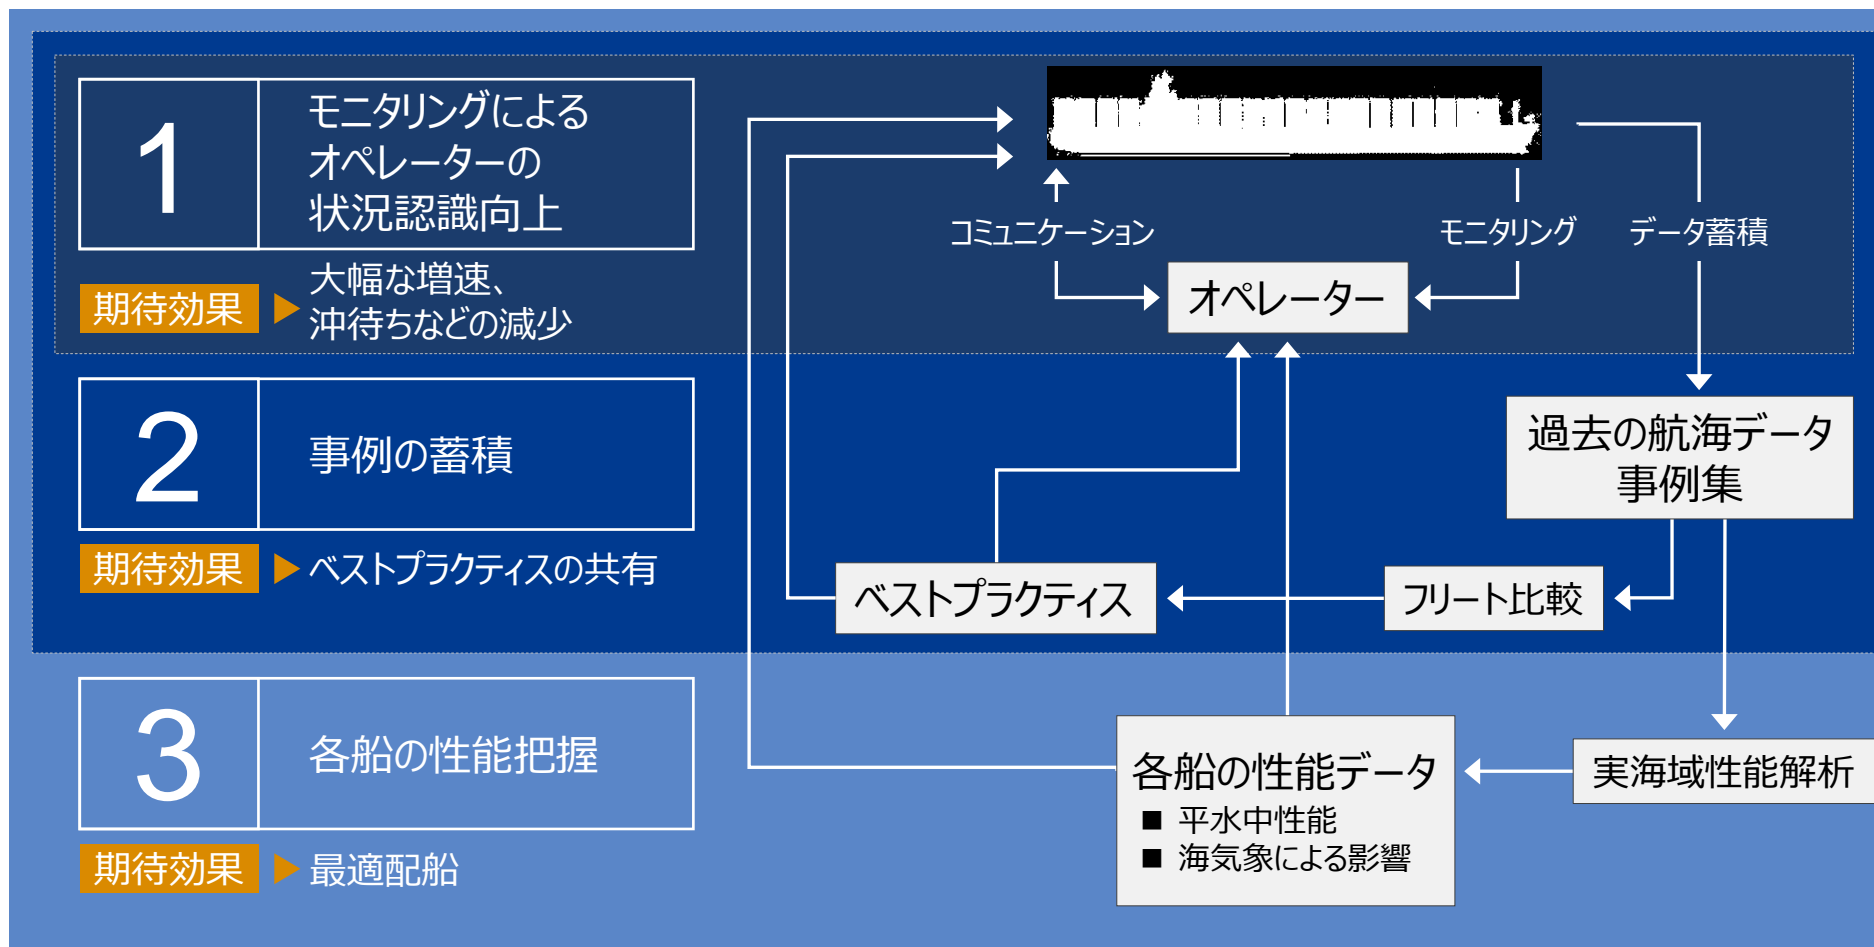 1
モニタリングによる
オペレーターの
状況認識向上
期待効果
大幅な増速、
沖待ちなどの減少
コミュニケーション
モニタリング
データ蓄積
オペレーター
2
事例の蓄積
期待効果
ベストプラクティスの共有
過去の航海データ
事例集
ベストプラクティス
フリート比較
3
各船の性能把握
期待効果
最適配船
各船の性能データ
■ 平水中性能
■ 海気象による影響
実海域性能解析